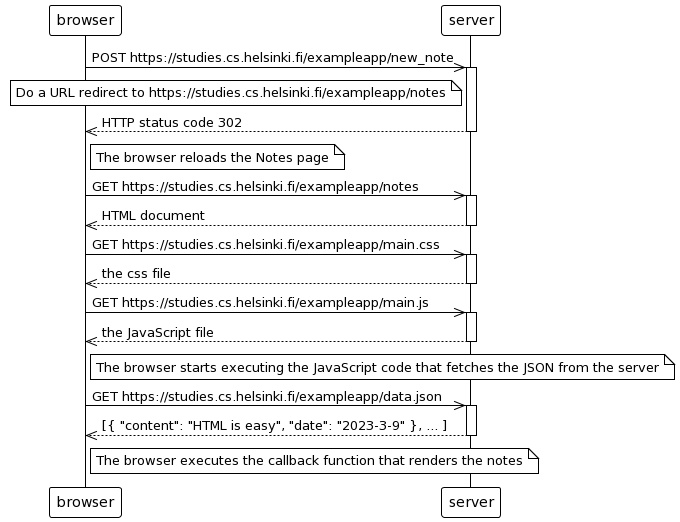 browser server
POST https://studies.cs.helsinki.fi/exampleapp/new_note
Do a URL redirect to https://studies.cs.helsinki.fi/exampleapp/notes
HTTP status code 302
The browser reloads the Notes page
GET https://studies.cs.helsinki.fi/exampleapp/notes
HTML document
GET https://studies.cs.helsinki.fi/exampleapp/main.css
the css file
GET https://studies.cs.helsinki.fi/exampleapp/main.js
the JavaScript file
The browser starts executing the JavaScript code that fetches the JSON from the server
GET https://studies.cs.helsinki.fi/exampleapp/data.json
[{ "content": "HTML is easy", "date": "2023-3-9" }, ... ]
The browser executes the callback function that renders the notes
browser server